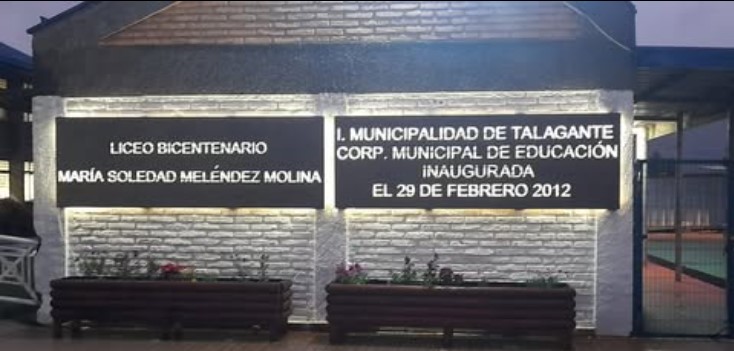 LICEO BICENTENARIO
MARÍA SOLEDAD MELÉNDEZ MOLINA
I. MUNICIPALIDAD DE TALAGANTE
CORP. MUNICIPAL DE EDUCACIÓN
INAUGURADA
EL 29 DE FEBRERO 2012